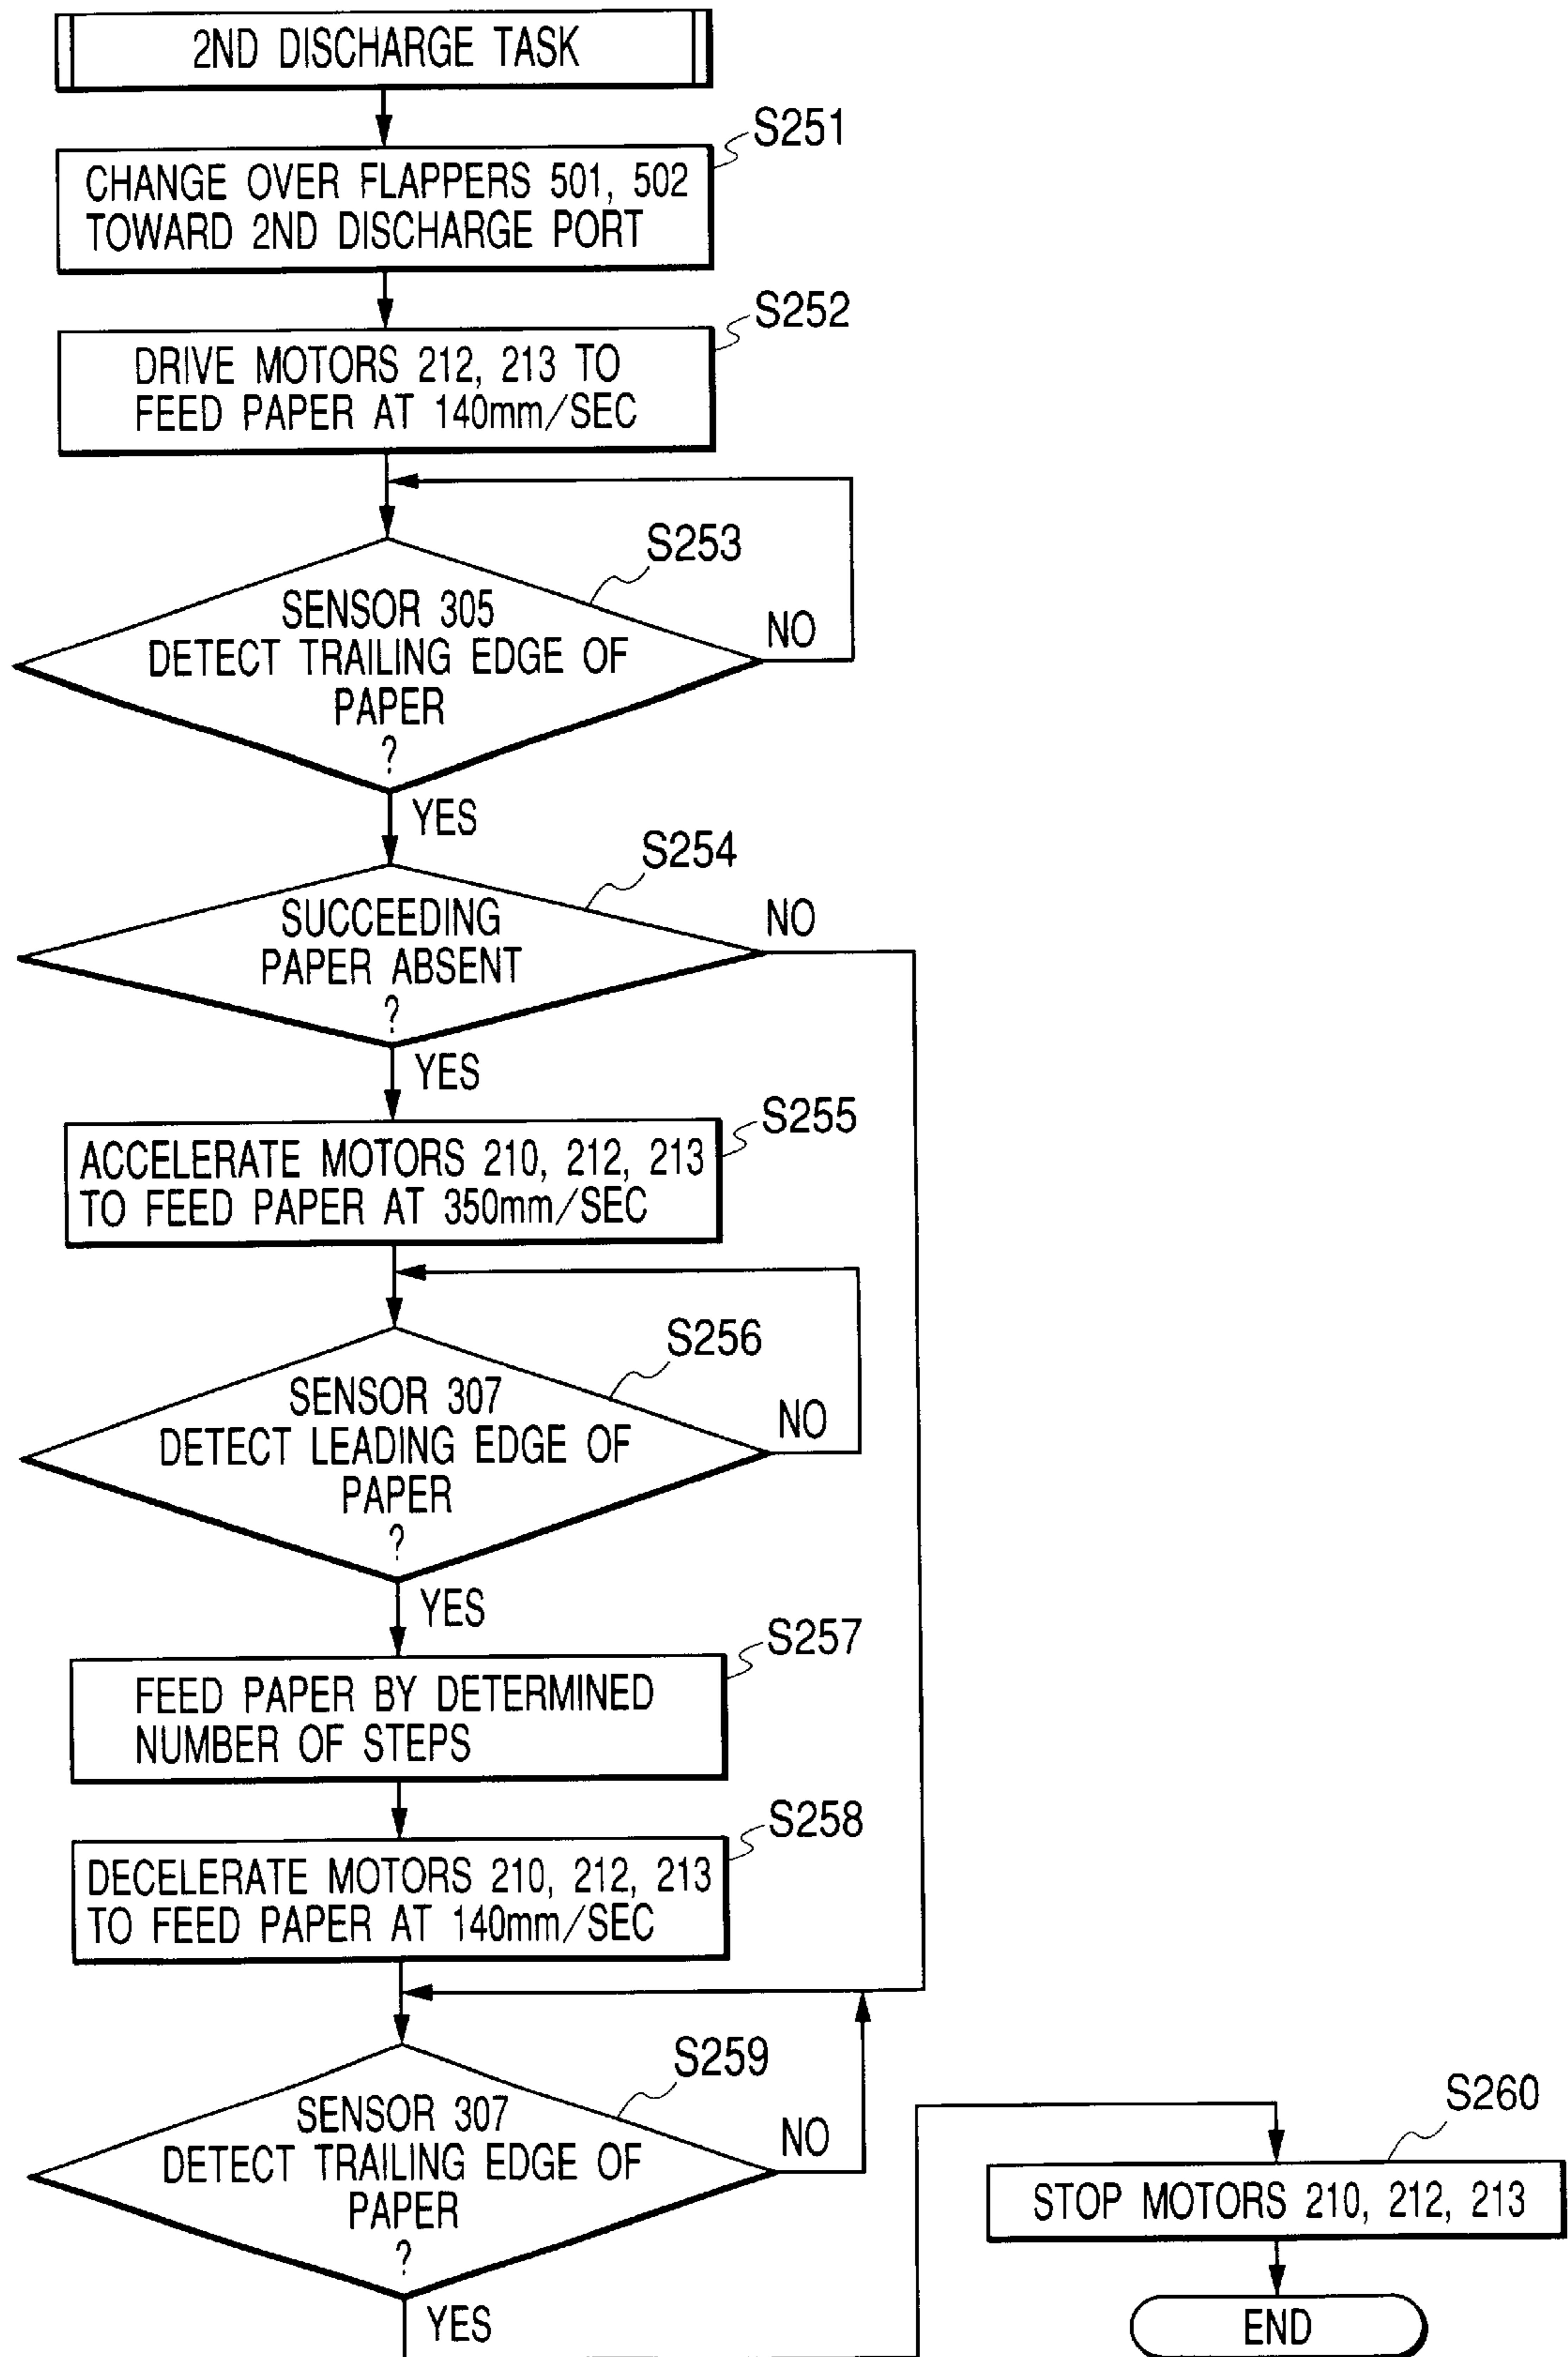 2ND DISCHARGE TASK
S251
CHANGE OVER FLAPPERS 501, 502
TOWARD 2ND DISCHARGE PORT
S252
DRIVE MOTORS 212, 213 TO
FEED PAPER AT 140mm/SEC
S253
SENSOR 305
DETECT TRAILING EDGE OF
PAPER
?
NO
YES
S254
SUCCEEDING
PAPER ABSENT
?
NO
YES
S255
ACCELERATE MOTORS 210, 212, 213
TO FEED PAPER AT 350mm/SEC
S256
SENSOR 307
DETECT LEADING EDGE OF
PAPER
?
NO
YES
S257
FEED PAPER BY DETERMINED
NUMBER OF STEPS
S258
DECELERATE MOTORS 210, 212, 213
TO FEED PAPER AT 140mm/SEC
S259
SENSOR 307
DETECT TRAILING EDGE OF
PAPER
?
NO
YES
S260
STOP MOTORS 210, 212, 213
END